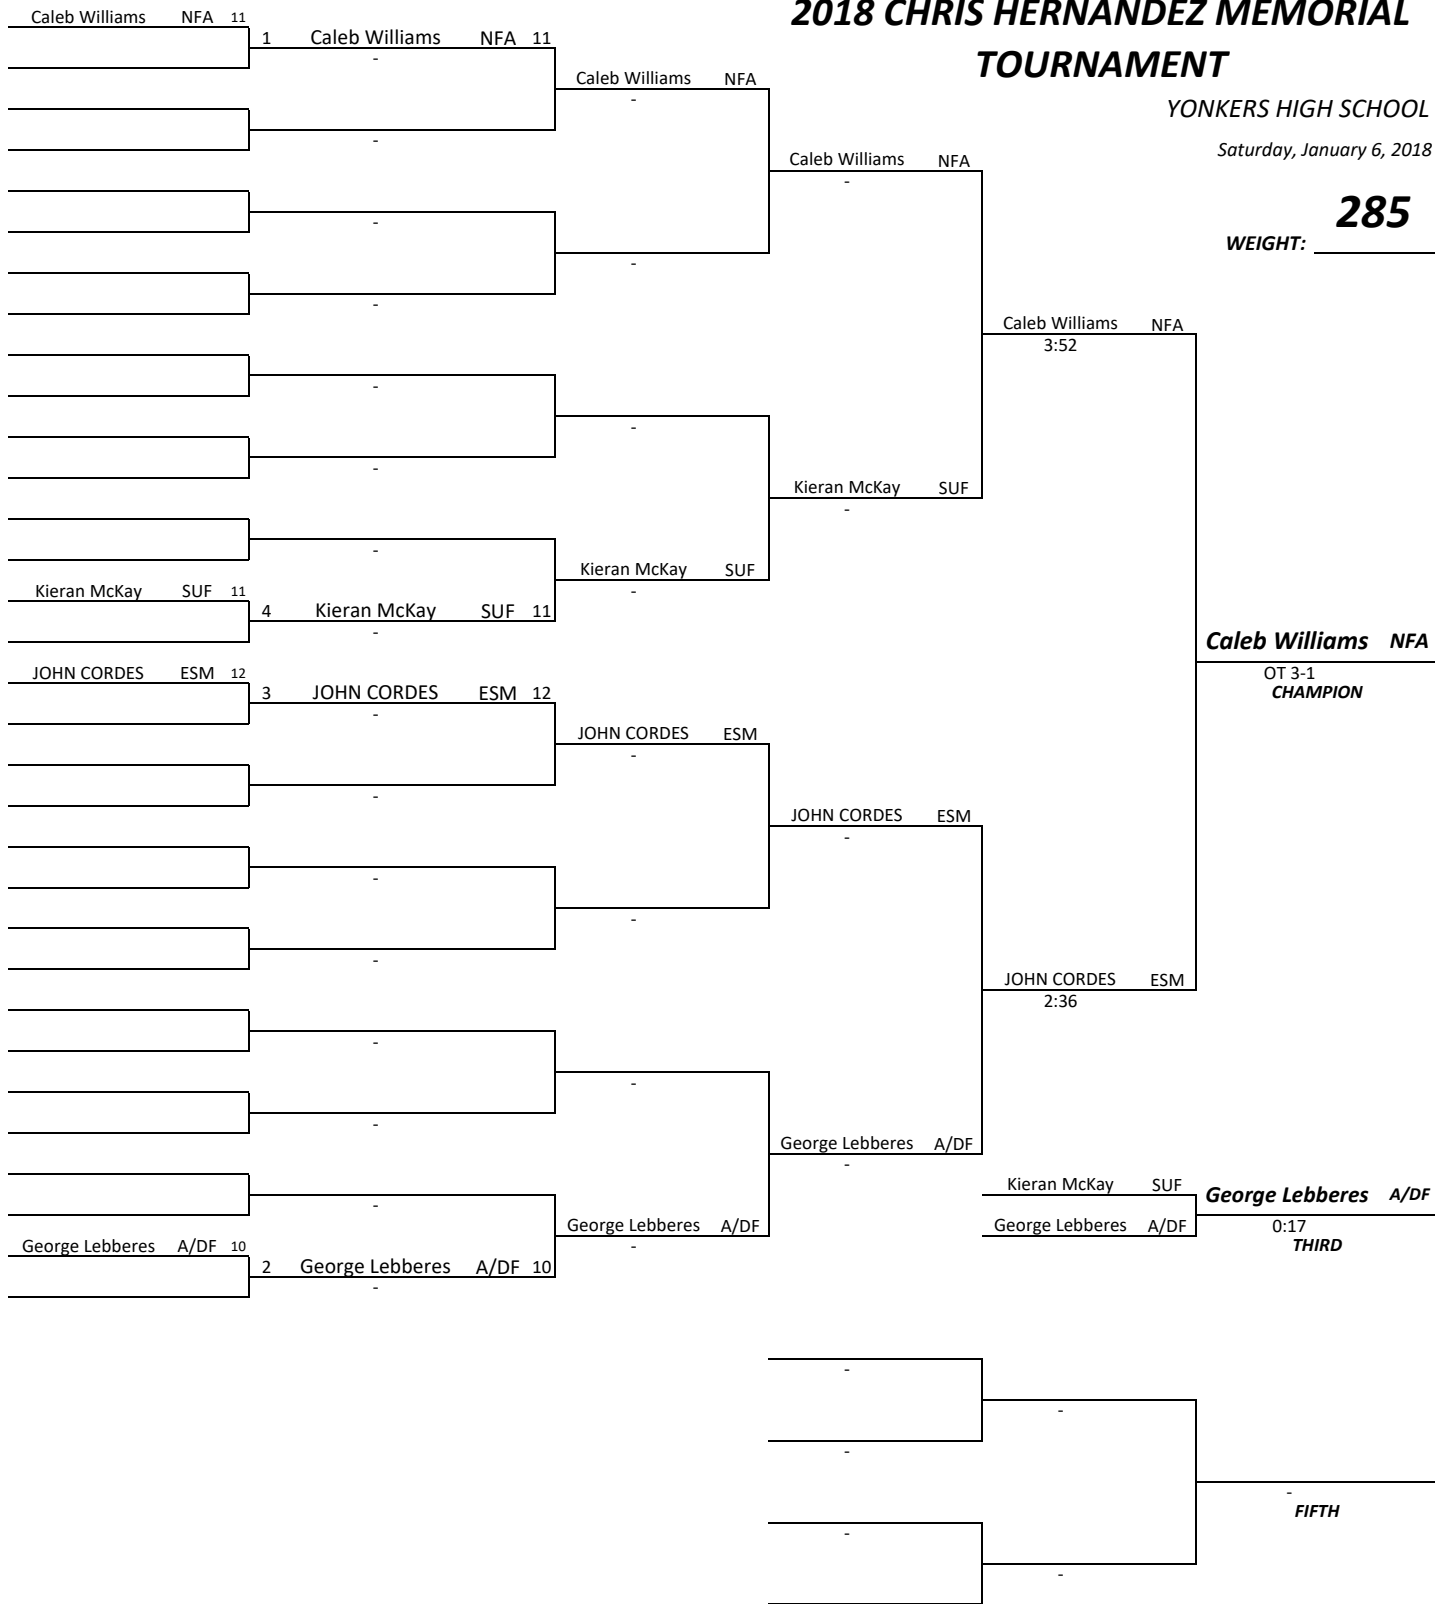 2018 CHRIS HERNANDEZ MEMORIAL
TOURNAMENT
YONKERS HIGH SCHOOL
Saturday, January 6, 2018
285
WEIGHT:
Caleb Williams NFA 11
1 Caleb Williams NFA 11
-
Caleb Williams NFA
-
-
Caleb Williams NFA
-
-
-
-
Caleb Williams NFA
3:52
-
-
-
Kieran McKay SUF
-
-
Kieran McKay SUF
-
Kieran McKay SUF 11
4 Kieran McKay SUF 11
-
Caleb Williams NFA
OT 3-1
CHAMPION
JOHN CORDES ESM 12
3 JOHN CORDES ESM 12
-
JOHN CORDES ESM
-
-
JOHN CORDES ESM
-
-
-
-
JOHN CORDES ESM
2:36
-
-
-
George Lebberes A/DF
-
Kieran McKay SUF
George Lebberes A/DF
0:17
THIRD
-
George Lebberes A/DF
-
George Lebberes A/DF
George Lebberes A/DF 10
2 George Lebberes A/DF 10
-
-
-
-
-
FIFTH
-
-